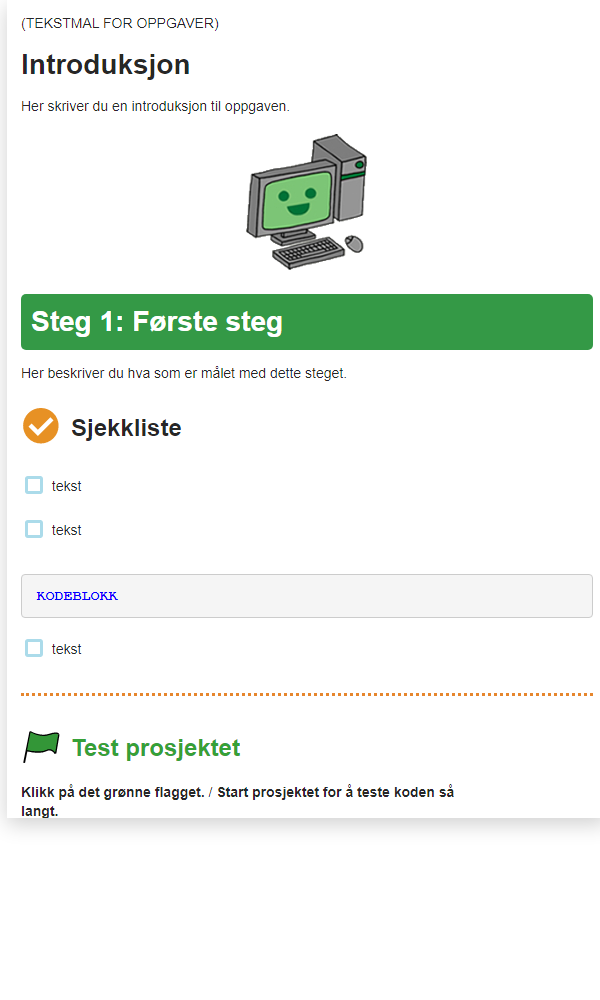 (TEKSTMAL FOR OPPGAVER)
Introduksjon
Her skriver du en introduksjon til oppgaven.
Steg 1: Første steg
Her beskriver du hva som er målet med dette steget.
Sjekkliste
tekst
tekst
KODEBLOKK
tekst
Test prosjektet
Klikk på det grønne flagget. / Start prosjektet for å teste koden så
langt.